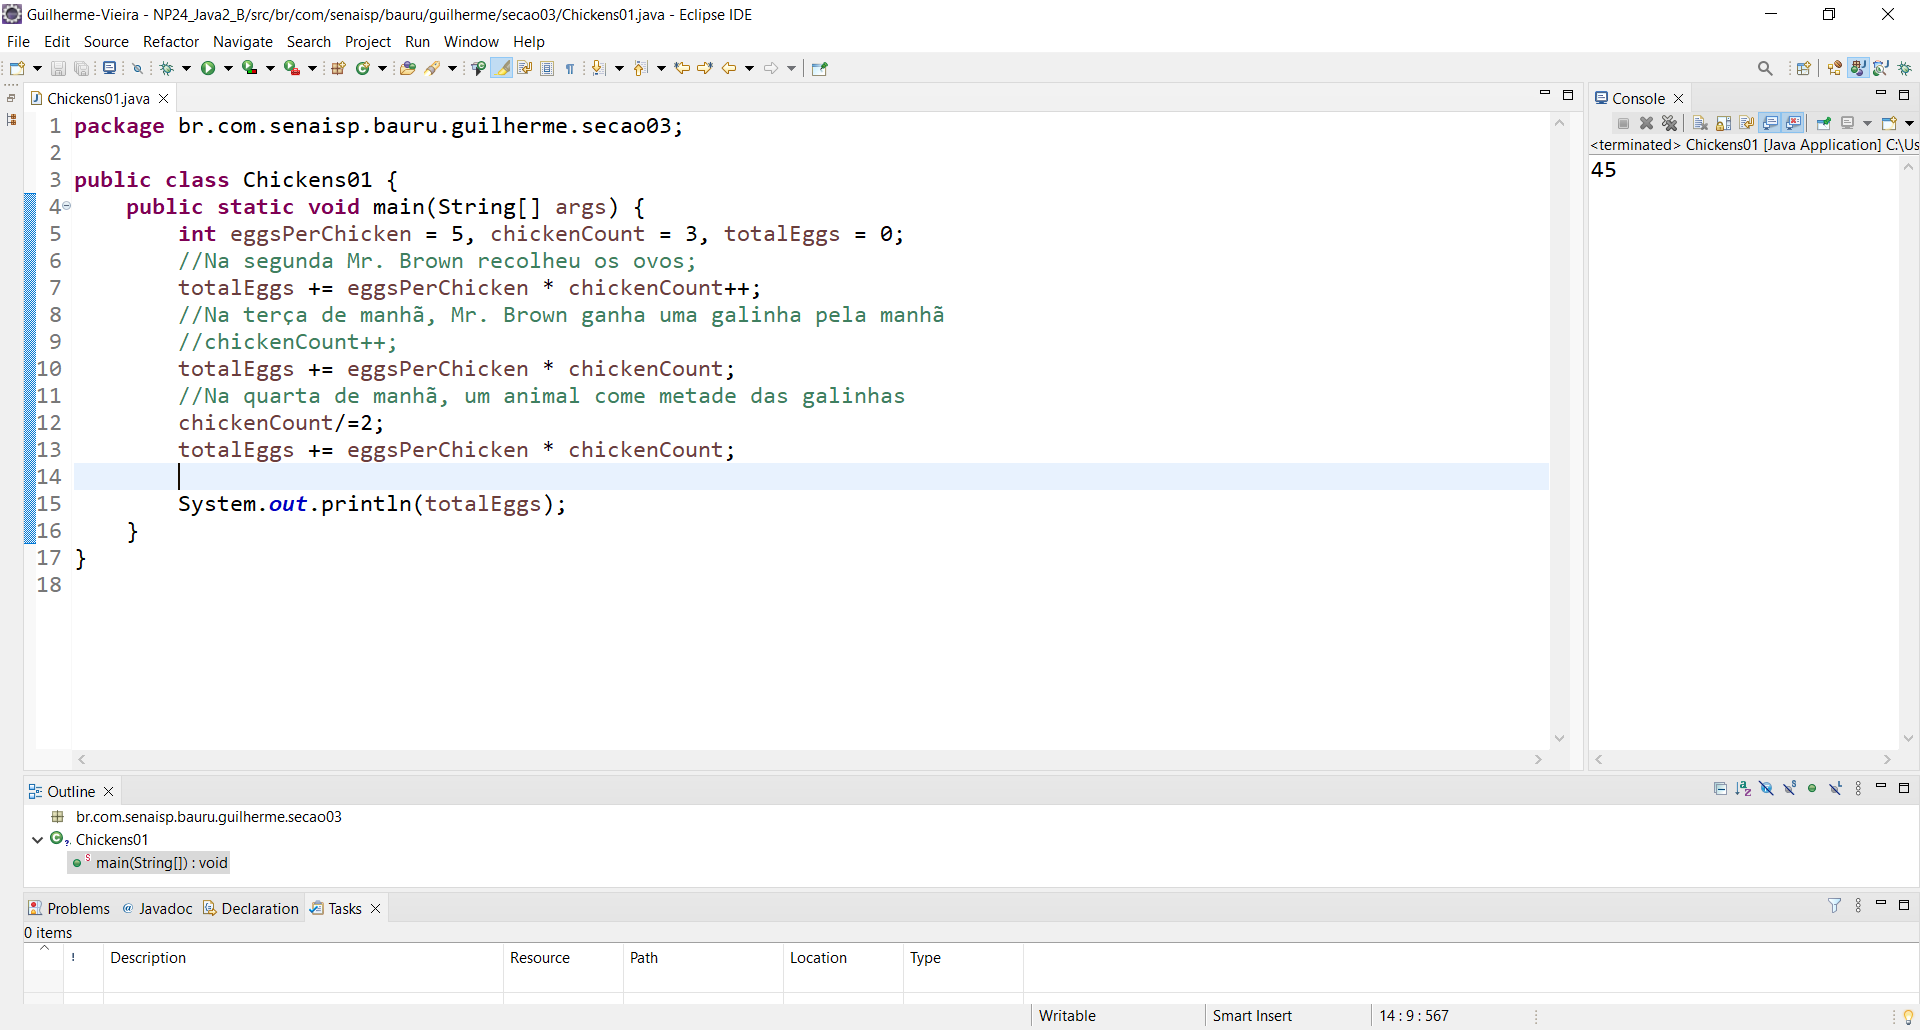 Guilherme-Vieira - NP24_Java2_B/src/br/com/senaisp/bauru/guilherme/secao03/Chickens01.java - Eclipse IDE
File Edit Source Refactor Navigate Search Project Run Window Help
Chickens01.java
1 package br.com.senaisp.bauru.guilherme.secao03;
2
3 public class Chickens01 {
4 public static void main(String[] args) {
5 int eggsPerChicken = 5, chickenCount = 3, totalEggs = 0;
6 //Na segunda Mr. Brown recolheu os ovos;
7 totalEggs += eggsPerChicken * chickenCount++;
8 //Na terça de manhã, Mr. Brown ganha uma galinha pela manhã
9 //chickenCount++;
10 totalEggs += eggsPerChicken * chickenCount;
11 //Na quarta de manhã, um animal come metade das galinhas
12 chickenCount/=2;
13 totalEggs += eggsPerChicken * chickenCount;
14
15 System.out.println(totalEggs);
16 }
17 }
18
Console
<terminated> Chickens01 [Java Application] C:\Us
45
Outline
br.com.senaisp.bauru.guilherme.secao03
Chickens01
main(String[]) : void
Problems @ Javadoc Declaration Tasks
0 items
! Description Resource Path Location Type
Writable Smart Insert 14 : 9 : 567